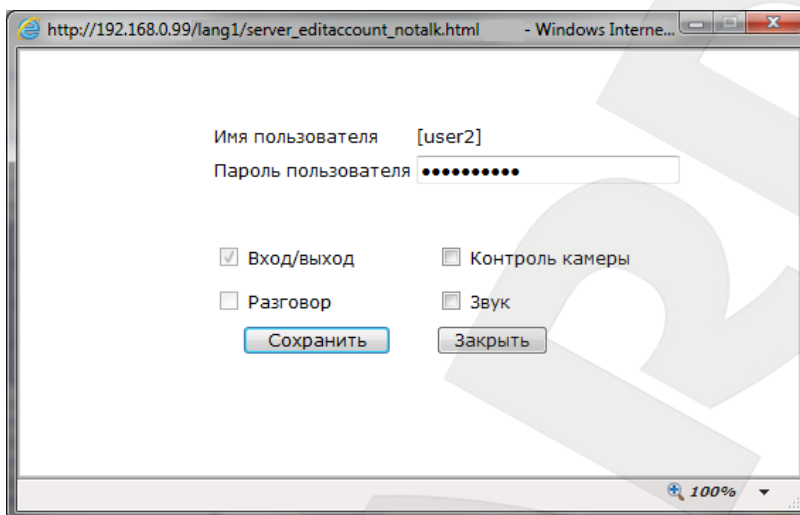 http://192.168.0.99/lang1/server_editaccount_notalk.html - Windows Interne...
Имя пользователя [user2]
Пароль пользователя ●●●●●●●●●●
Вход/выход Контроль камеры
Разговор Звук
Сохранить Закрыть
100%